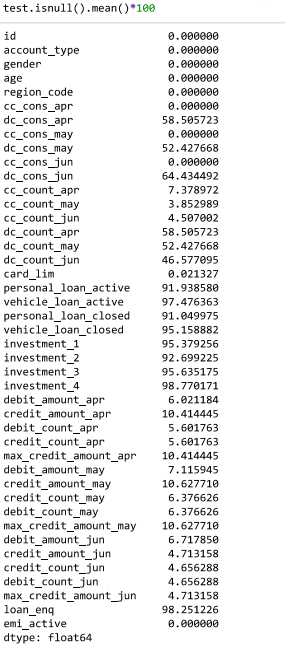 test.isnull().mean()*100
id 0.000000
account_type 0.000000
gender 0.000000
age 0.000000
region_code 0.000000
cc_cons_apr 0.000000
dc_cons_apr 58.505723
cc_cons_may 0.000000
dc_cons_may 52.427668
cc_cons_jun 0.000000
dc_cons_jun 64.434492
cc_count_apr 7.378972
cc_count_may 3.852989
cc_count_jun 4.507002
dc_count_apr 58.505723
dc_count_may 52.427668
dc_count_jun 46.577095
card_lim 0.021327
personal_loan_active 91.938580
vehicle_loan_active 97.476363
personal_loan_closed 91.049975
vehicle_loan_closed 95.158882
investment_1 95.379256
investment_2 92.699225
investment_3 95.635175
investment_4 98.770171
debit_amount_apr 6.021184
credit_amount_apr 10.414445
debit_count_apr 5.601763
credit_count_apr 5.601763
max_credit_amount_apr 10.414445
debit_amount_may 7.115945
credit_amount_may 10.627710
credit_count_may 6.376626
debit_count_may 6.376626
max_credit_amount_may 10.627710
debit_amount_jun 6.717850
credit_amount_jun 4.713158
credit_count_jun 4.656288
debit_count_jun 4.656288
max_credit_amount_jun 4.713158
loan_enq 98.251226
emi_active 0.000000
dtype: float64